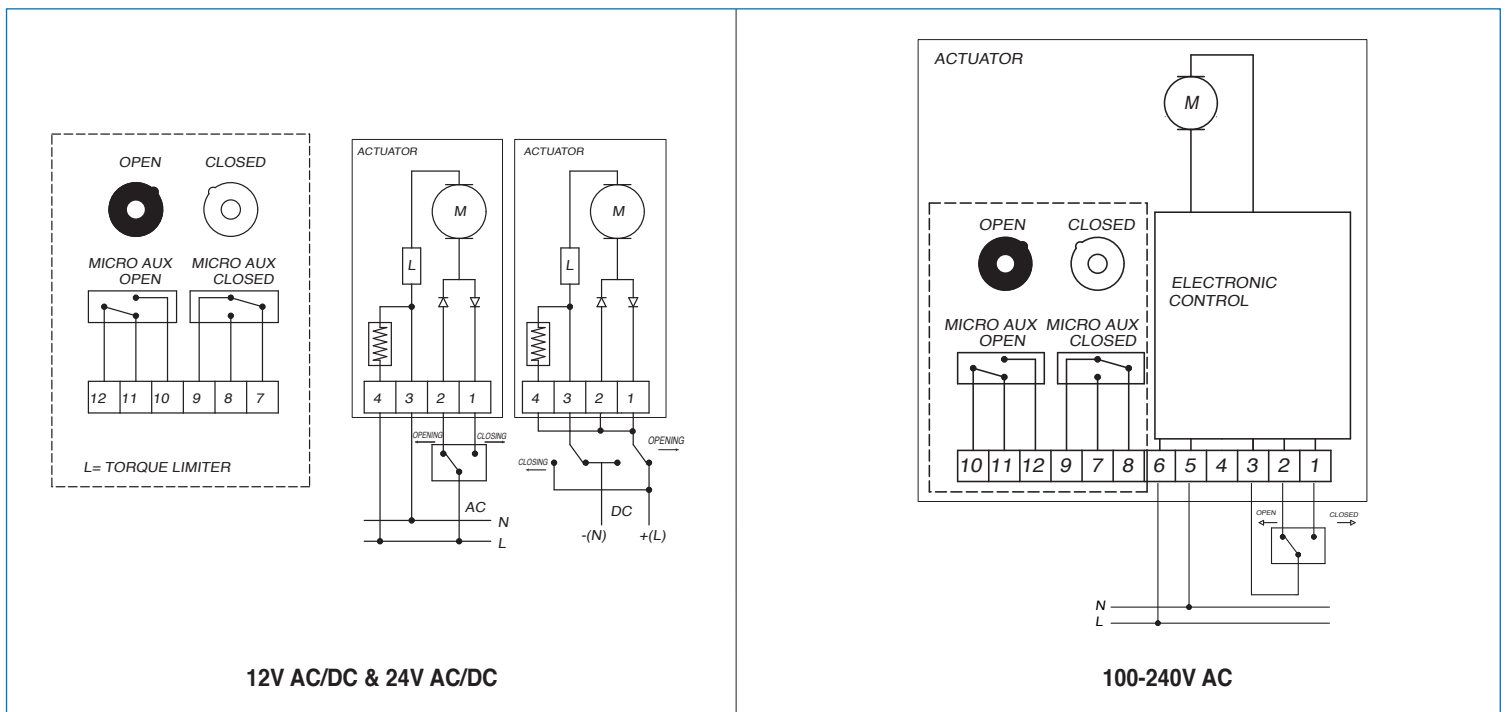 OPEN CLOSED
MICRO AUX OPEN MICRO AUX CLOSED
12 11 10 9 8 7
L= TORQUE LIMITER
ACTUATOR
M
L
4 3 2 1
OPENING CLOSING
AC
N
L
ACTUATOR
M
L
4 3 2 1
OPENING
CLOSING
DC
-(N) +(L)
12V AC/DC & 24V AC/DC
ACTUATOR
M
OPEN CLOSED
ELECTRONIC
CONTROL
MICRO AUX OPEN MICRO AUX CLOSED
10 11 12 9 7 8 6 5 4 3 2 1
OPEN CLOSED
N
L
100-240V AC